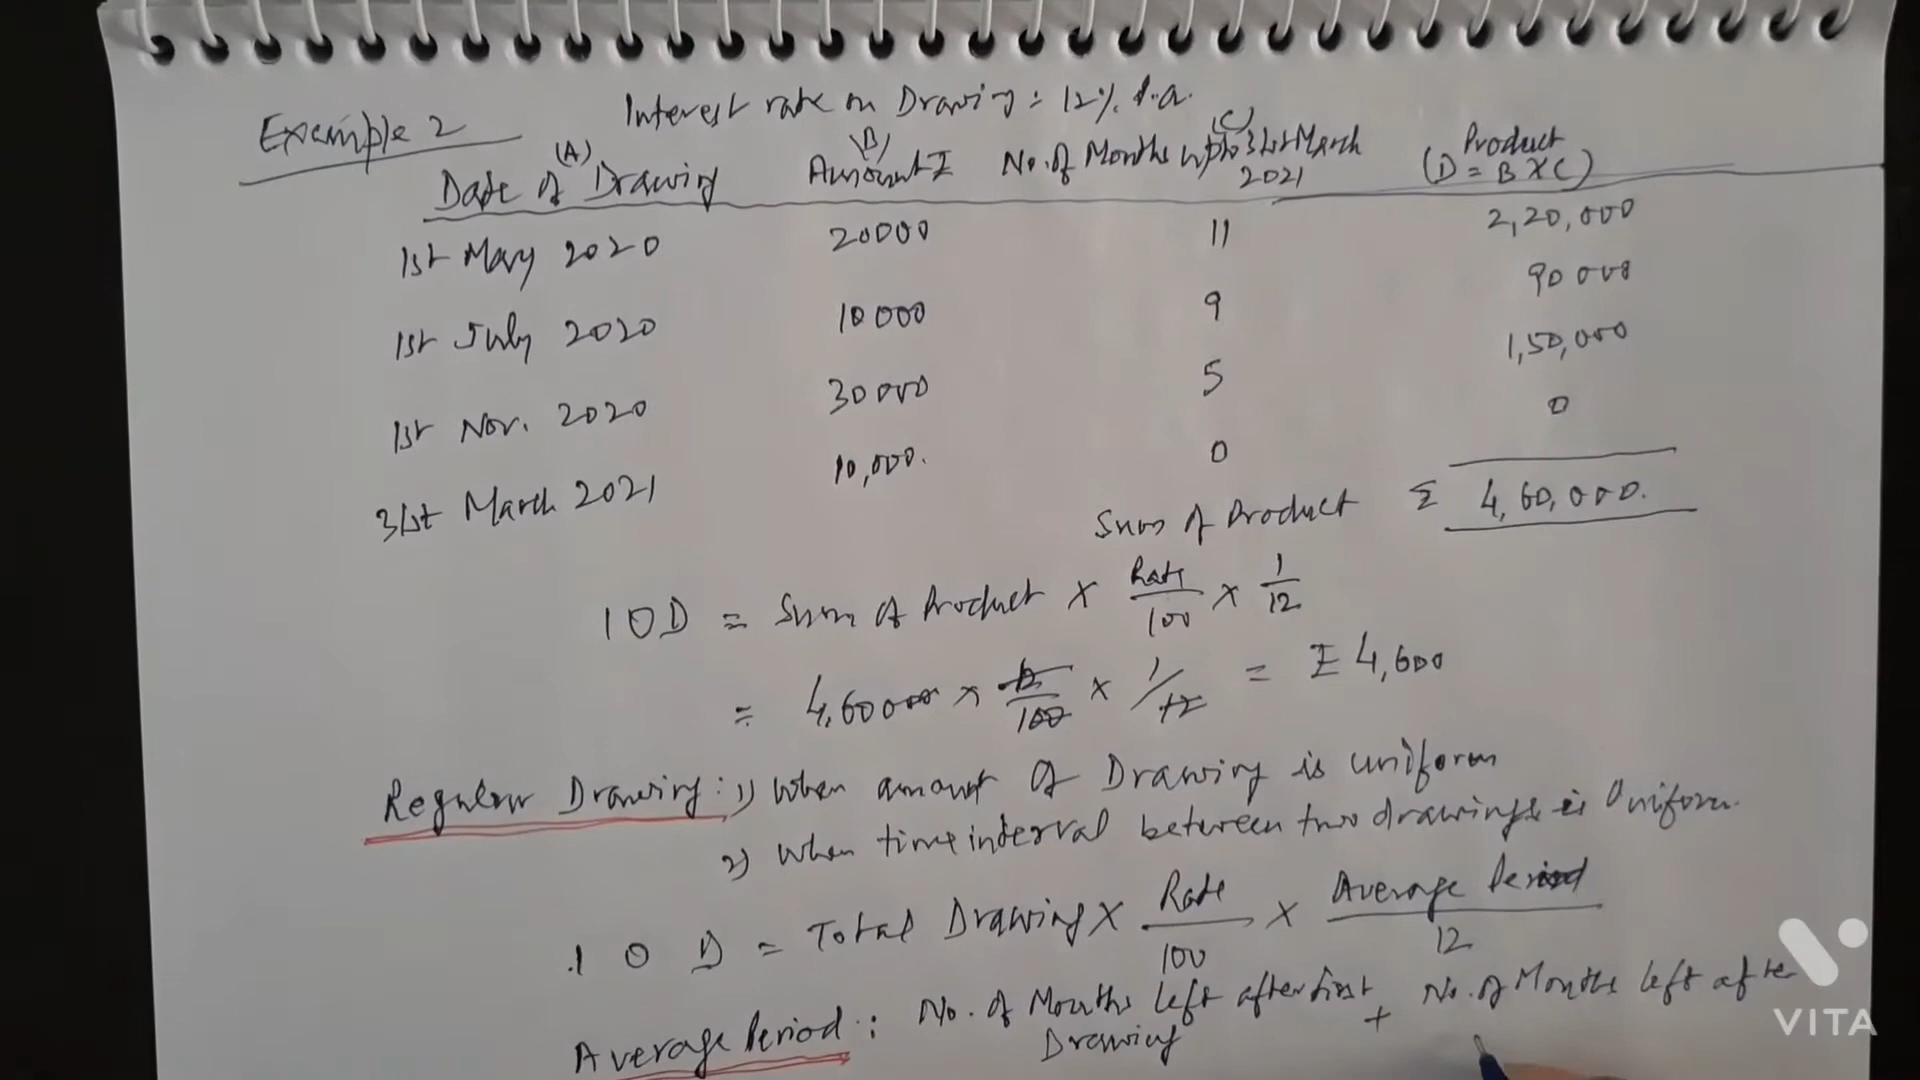 Example 2
Interest rate on Drawing = 12% p.a.
(A) (B) (C)
Date of Drawing Amount ₹ No. of Months upto 31st March 2021 Product (D = B X C)
1st May 2020 20000 11 2,20,000
1st July 2020 10000 9 90000
1st Nov. 2020 30000 5 1,50,000
31st March 2021 10,000. 0 0
Sum of Product = 4,60,000.
IOD = Sum of Product × Rate/100 × 1/12
= 4,60000 × 12/100 × 1/12 = ₹ 4,600
Regular Drawing: 1) When amount of Drawing is uniform
2) When time interval between two drawings is Uniform.
I O D = Total Drawing × Rate/100 × Average Period/12
Average Period: No. of Months left after first Drawing + No. of Months left after
VITA